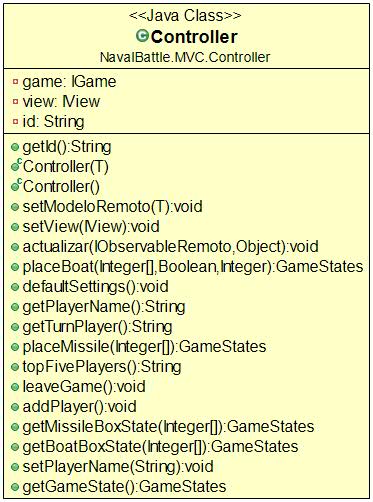 <<Java Class>>
Controller
NavalBattle.MVC.Controller
game: IGame
view: IView
id: String
getId():String
Controller(T)
Controller()
setModeloRemoto(T):void
setView(IView):void
actualizar(IObservableRemoto,Object):void
placeBoat(Integer[],Boolean,Integer):GameStates
defaultSettings():void
getPlayerName():String
getTurnPlayer():String
placeMissile(Integer[]):GameStates
topFivePlayers():String
leaveGame():void
addPlayer():void
getMissileBoxState(Integer[]):GameStates
getBoatBoxState(Integer[]):GameStates
setPlayerName(String):void
getGameState():GameStates